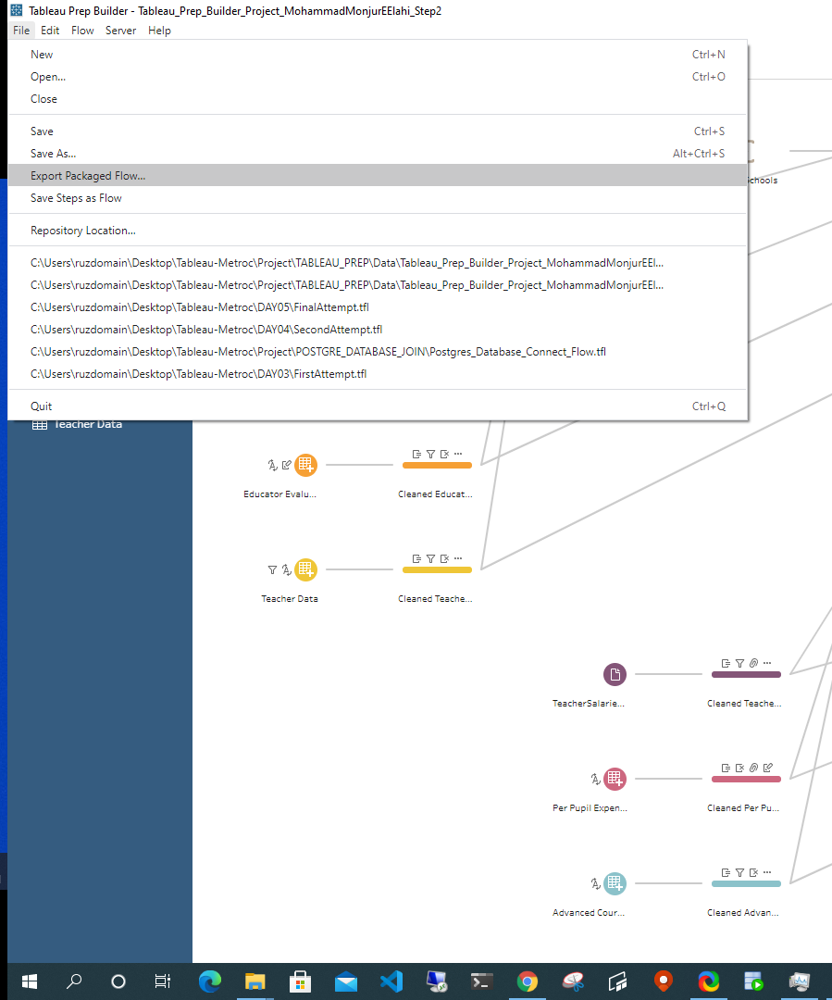 Tableau Prep Builder - Tableau_Prep_Builder_Project_MohammadMonjurEElahi_Step2
File Edit Flow Server Help
New Ctrl+N
Open... Ctrl+O
Close
Save Ctrl+S
Save As... Alt+Ctrl+S
Export Packaged Flow...
Save Steps as Flow
Repository Location...
C:\Users\ruzdomain\Desktop\Tableau-Metroc\Project\TABLEAU_PREP\Data\Tableau_Prep_Builder_Project_MohammadMonjurEEl...
C:\Users\ruzdomain\Desktop\Tableau-Metroc\Project\TABLEAU_PREP\Data\Tableau_Prep_Builder_Project_MohammadMonjurEEl...
C:\Users\ruzdomain\Desktop\Tableau-Metroc\DAY05\FinalAttempt.tfl
C:\Users\ruzdomain\Desktop\Tableau-Metroc\DAY04\SecondAttempt.tfl
C:\Users\ruzdomain\Desktop\Tableau-Metroc\Project\POSTGRE_DATABASE_JOIN\Postgres_Database_Connect_Flow.tfl
C:\Users\ruzdomain\Desktop\Tableau-Metroc\DAY03\FirstAttempt.tfl
Quit Ctrl+Q
Teacher Data
Educator Evalu... Cleaned Educat...
Teacher Data Cleaned Teache...
TeacherSalarie... Cleaned Teache...
Per Pupil Expen... Cleaned Per Pu...
Advanced Cour... Cleaned Advan...